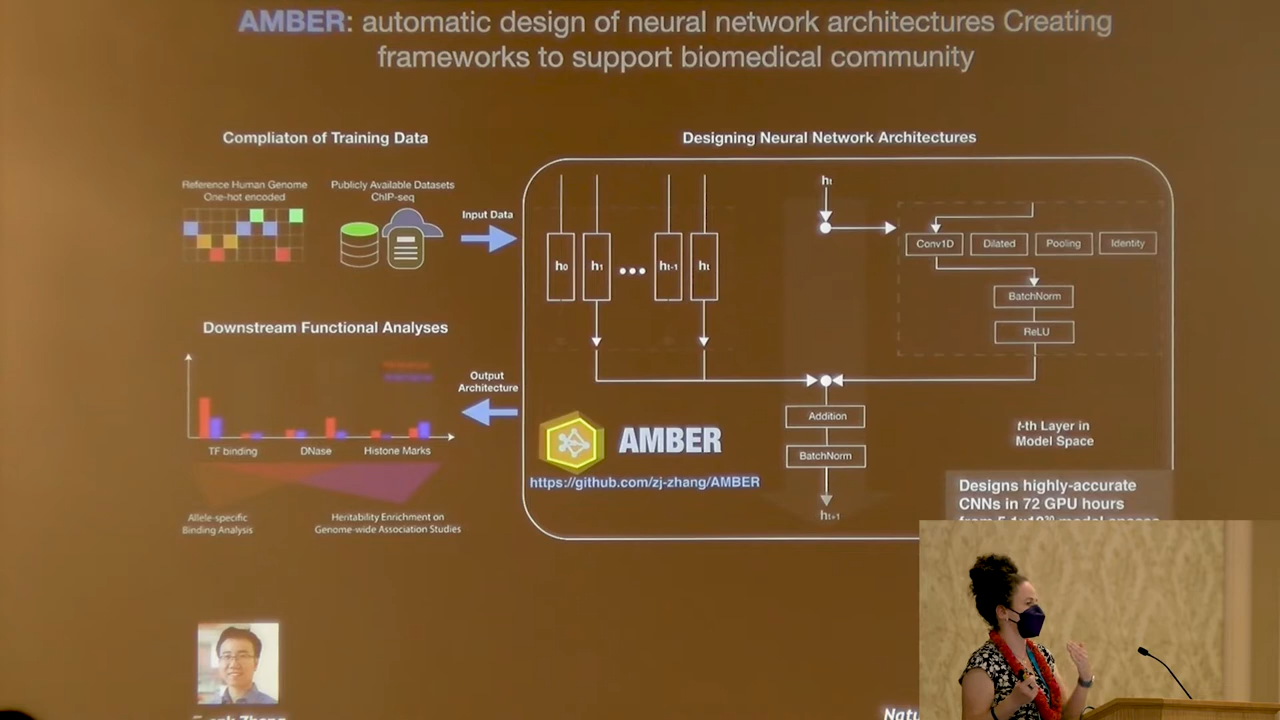 AMBER: automatic design of neural network architectures Creating
frameworks to support biomedical community
Compliaton of Training Data
Reference Human Genome
One-hot encoded
Publicly Available Datasets
ChIP-seq
Input Data
Downstream Functional Analyses
Output
Architecture
TF binding
DNase
Histone Marks
Allele-specific
Binding Analysis
Heritability Enrichment on
Genome-wide Association Studies
Designing Neural Network Architectures
h0
h1
ht-1
ht
ht
Conv1D
Dilated
Pooling
Identity
BatchNorm
ReLU
Addition
BatchNorm
ht+1
t-th Layer in
Model Space
AMBER
https://github.com/zj-zhang/AMBER
Designs highly-accurate
CNNs in 72 GPU hours
Zhang